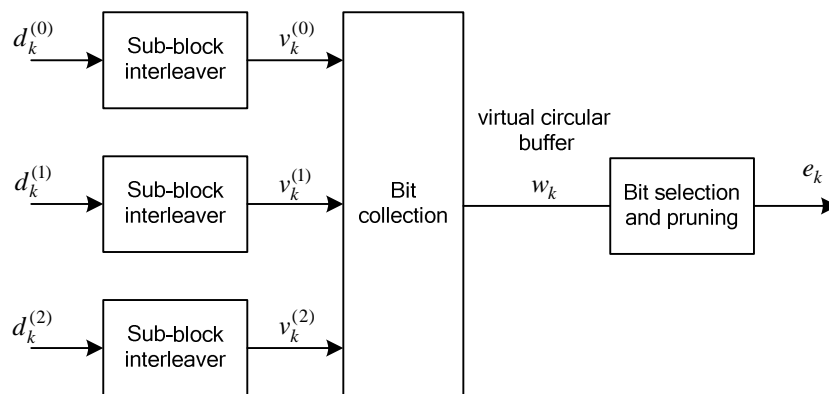 d_k^(0)
Sub-block
interleaver
v_k^(0)
d_k^(1)
Sub-block
interleaver
v_k^(1)
d_k^(2)
Sub-block
interleaver
v_k^(2)
Bit
collection
virtual circular
buffer
w_k
Bit selection
and pruning
e_k